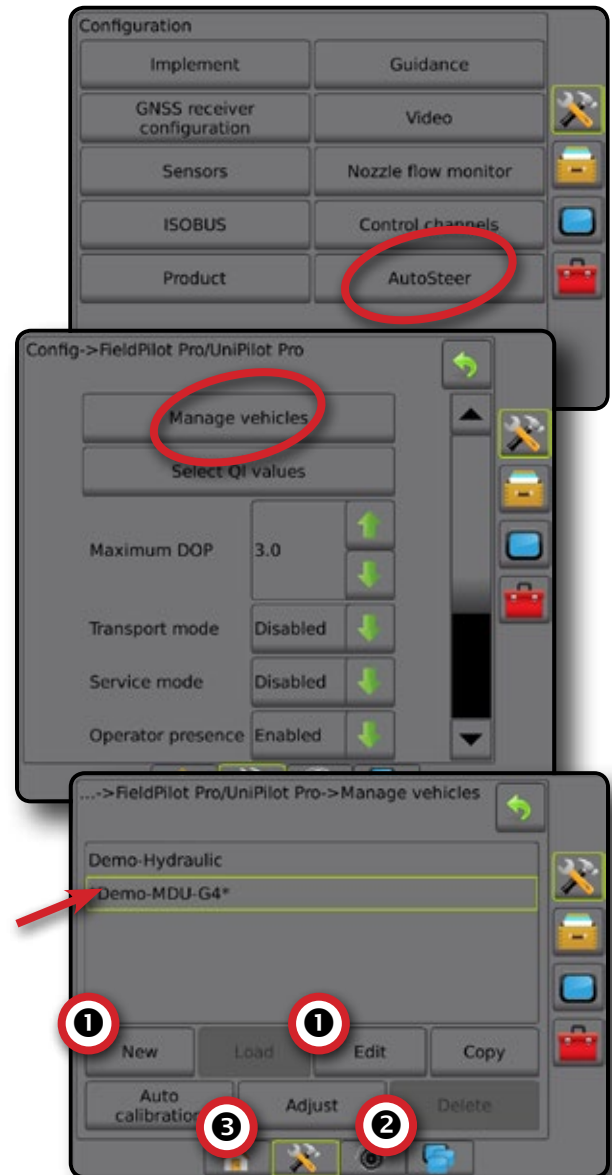 Configuration
Implement
Guidance
GNSS receiver
configuration
Video
Sensors
Nozzle flow monitor
ISOBUS
Control channels
Product
AutoSteer
Config->FieldPilot Pro/UniPilot Pro
Manage vehicles
Select QI values
Maximum DOP
3.0
Transport mode
Disabled
Service mode
Disabled
Operator presence
Enabled
...->FieldPilot Pro/UniPilot Pro->Manage vehicles
Demo-Hydraulic
*Demo-MDU-G4*
1
1
New
Load
Edit
Copy
Auto
calibration
Adjust
Delete
3
2